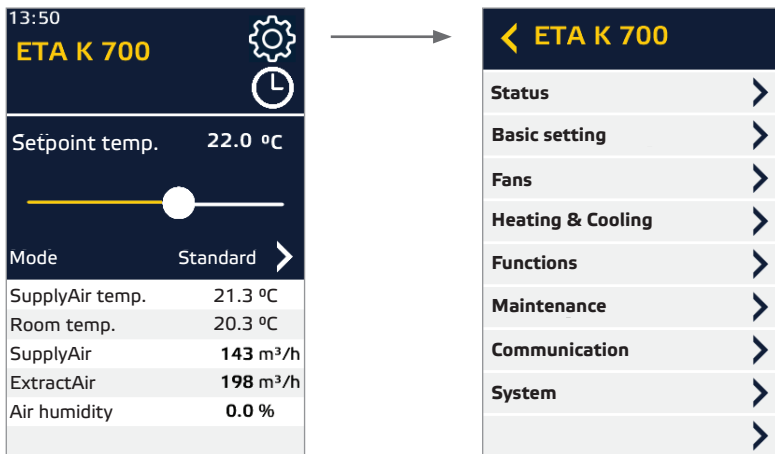 13:50
ETA K 700
Setpoint temp. 22.0 ºC
Mode Standard
SupplyAir temp. 21.3 ºC
Room temp. 20.3 ºC
SupplyAir 143 m³/h
ExtractAir 198 m³/h
Air humidity 0.0 %
ETA K 700
Status
Basic setting
Fans
Heating & Cooling
Functions
Maintenance
Communication
System